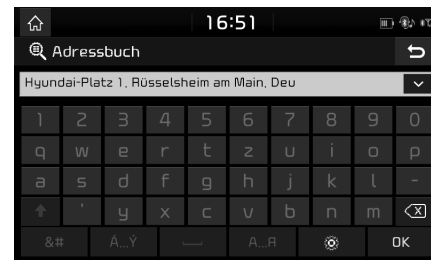 16:51
Adressbuch
Hyundai-Platz 1, Rüsselsheim am Main, Deu
1 2 3 4 5 6 7 8 9 0
q w e r t z u i o p
a s d f g h j k l -
' y x c v b n m
&# Á...Ý A...Я OK